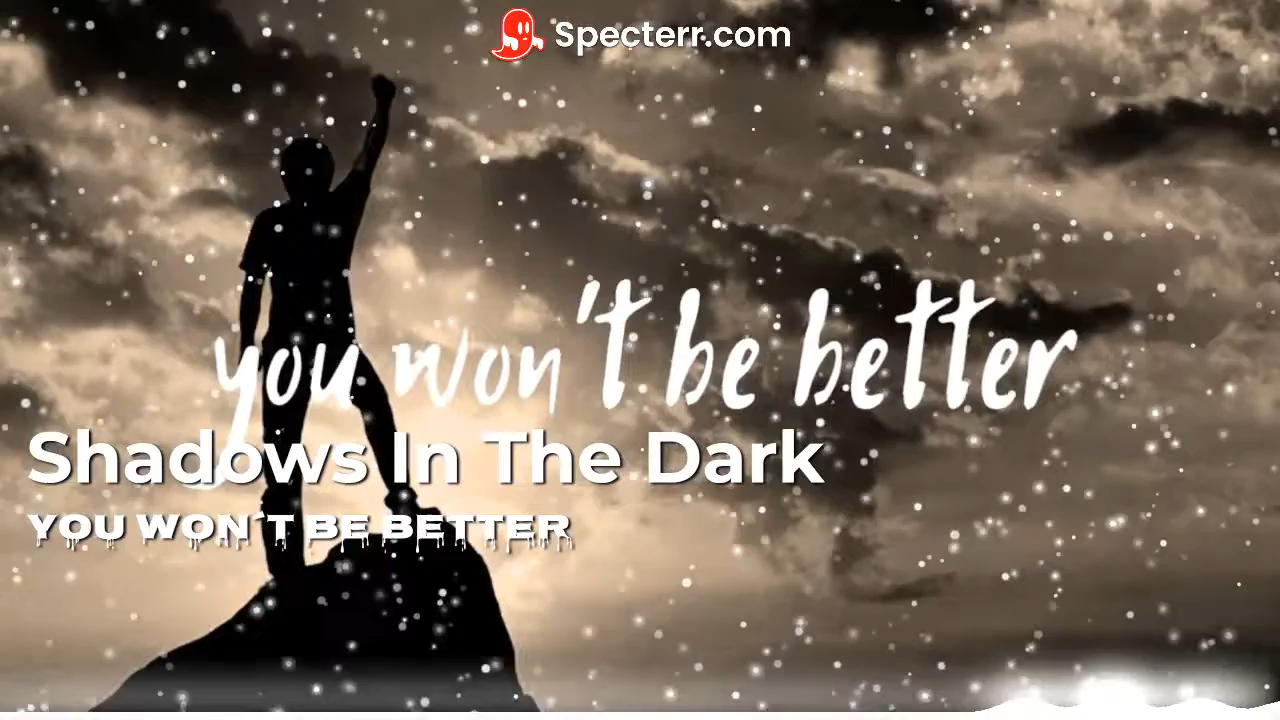 Specterr.com
you won't be better
Shadows In The Dark
YOU WON´T BE BETTER